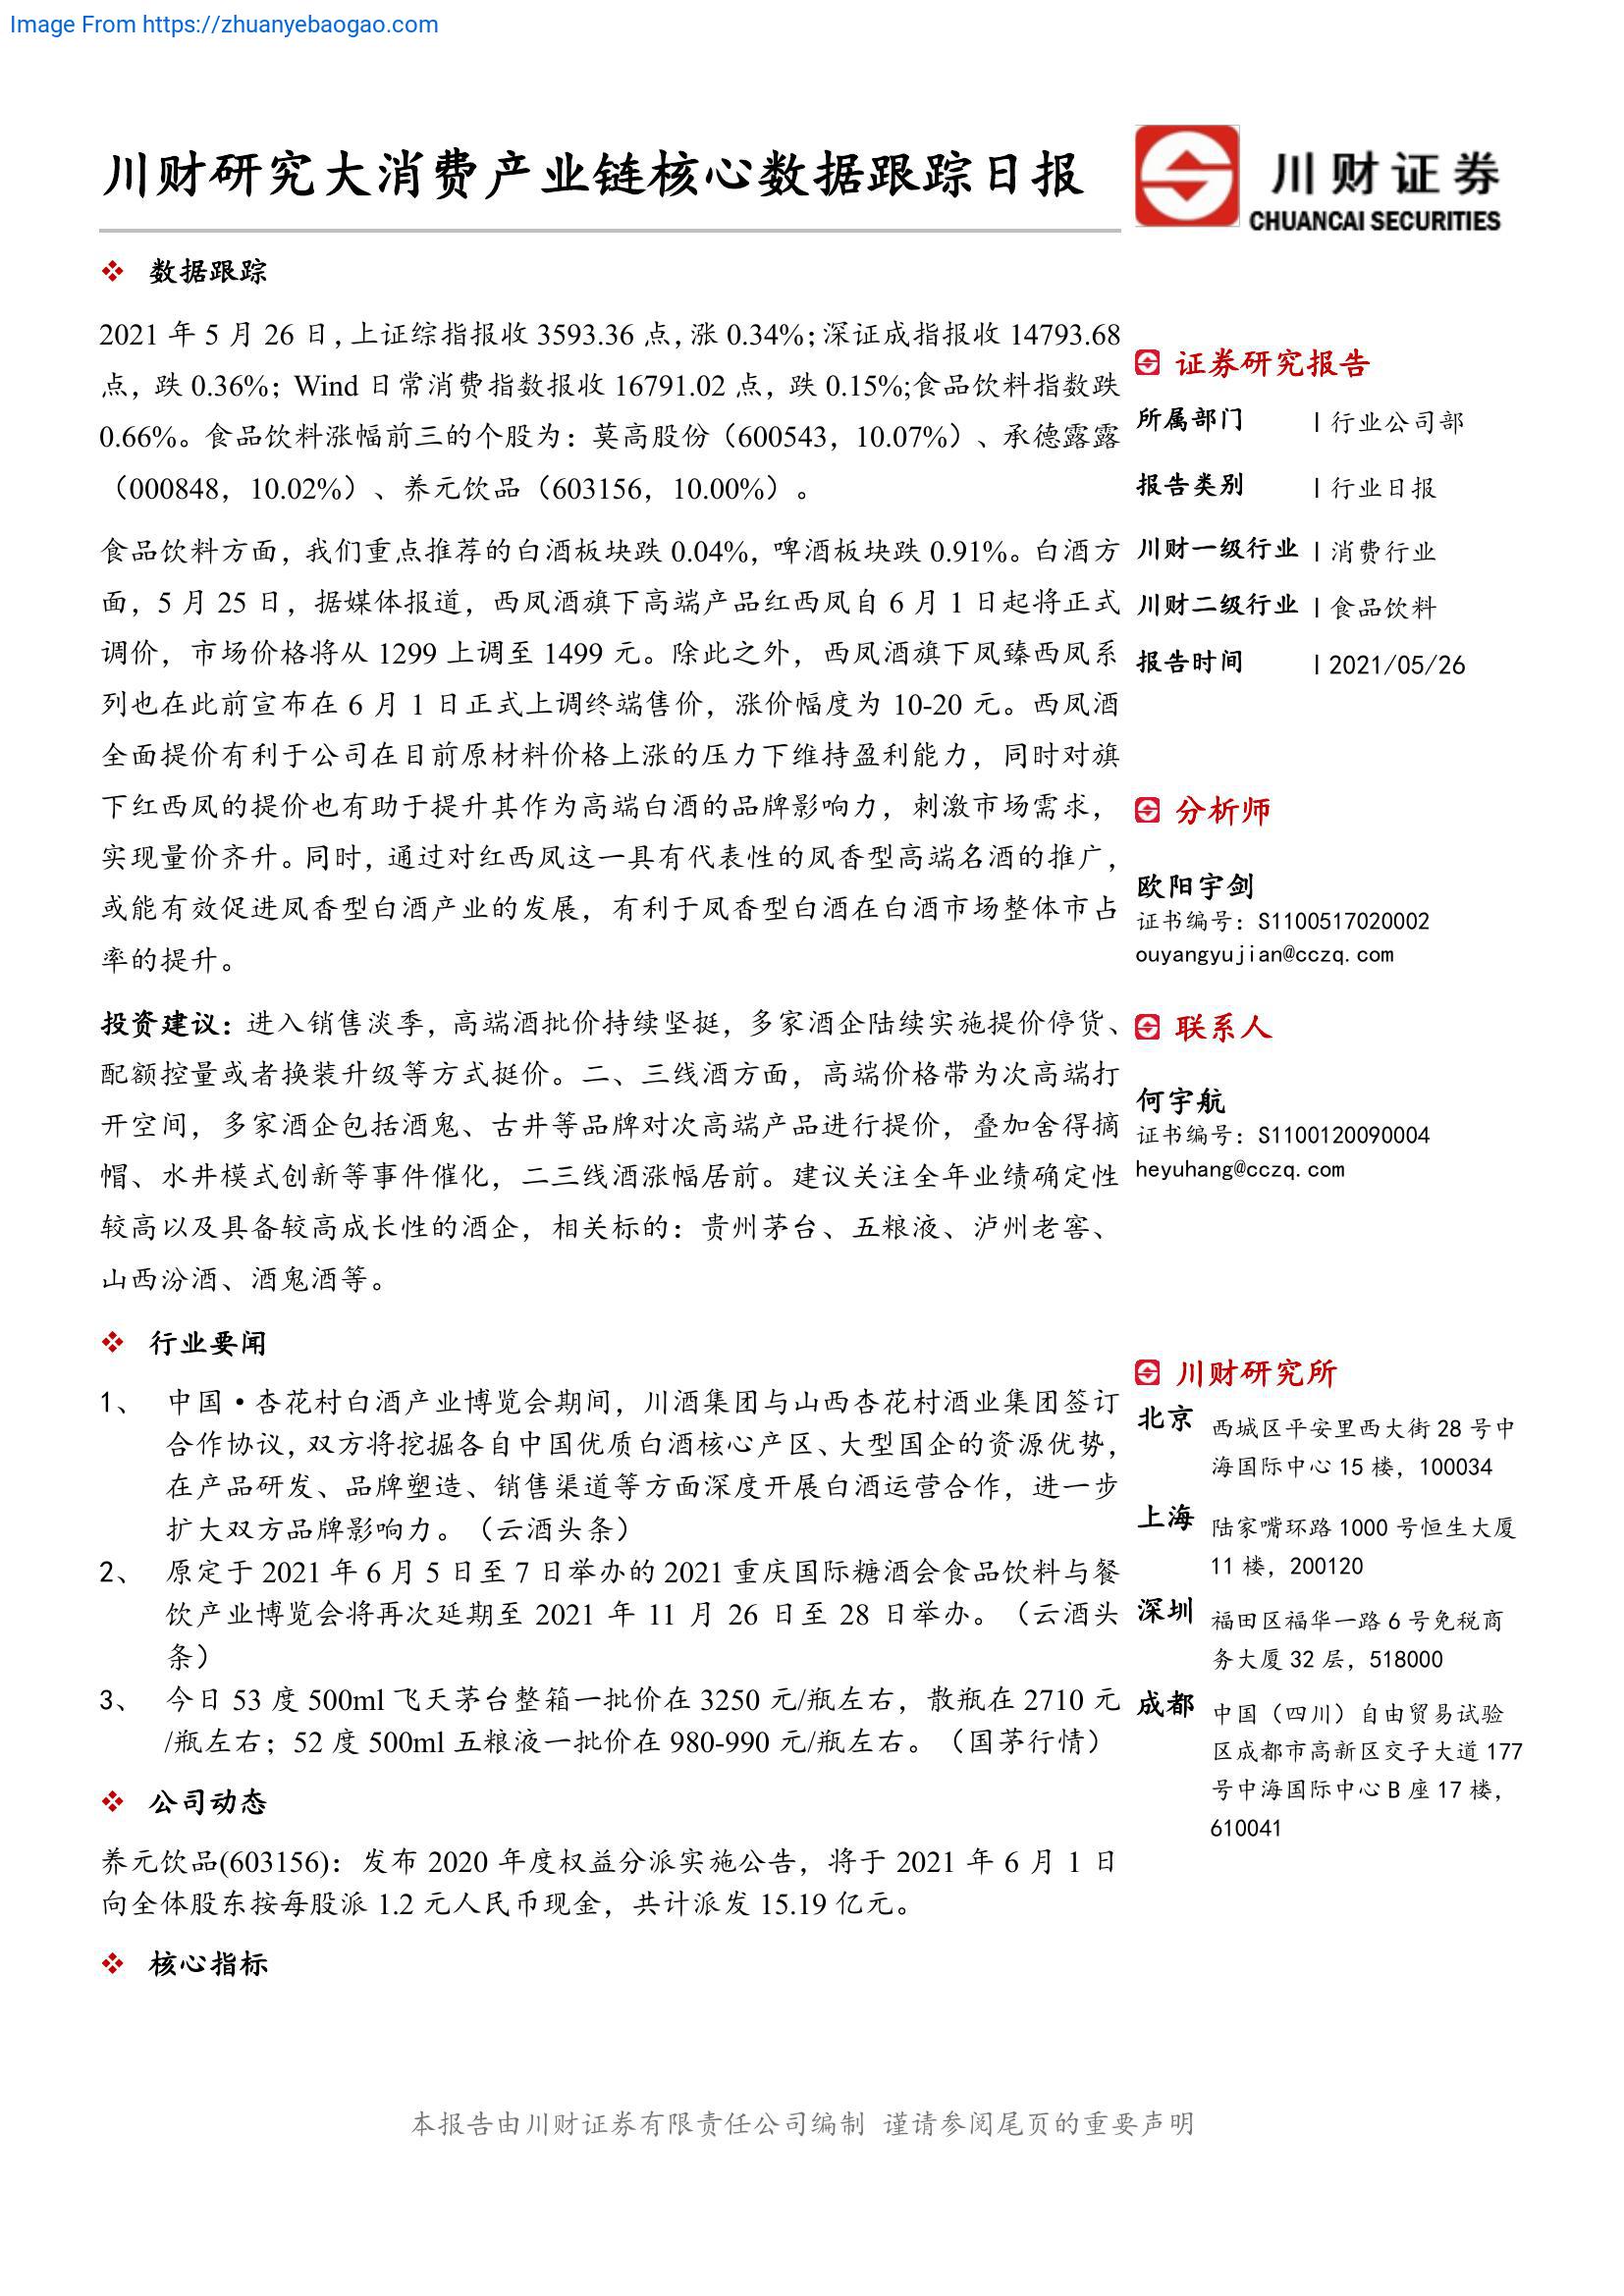 Image From https://zhuanyebaogao.com
川财研究大消费产业链核心数据跟踪日报
川财证券
CHUANCAI SECURITIES
数据跟踪
2021 年 5 月 26 日，上证综指报收 3593.36 点，涨 0.34%；深证成指报收 14793.68
点，跌 0.36%；Wind 日常消费指数报收 16791.02 点，跌 0.15%;食品饮料指数跌
0.66%。食品饮料涨幅前三的个股为：莫高股份（600543，10.07%）、承德露露
（000848，10.02%）、养元饮品（603156，10.00%）。
食品饮料方面，我们重点推荐的白酒板块跌 0.04%，啤酒板块跌 0.91%。白酒方
面，5 月 25 日，据媒体报道，西凤酒旗下高端产品红西凤自 6 月 1 日起将正式
调价，市场价格将从 1299 上调至 1499 元。除此之外，西凤酒旗下凤臻西凤系
列也在此前宣布在 6 月 1 日正式上调终端售价，涨价幅度为 10-20 元。西凤酒
全面提价有利于公司在目前原材料价格上涨的压力下维持盈利能力，同时对旗
下红西凤的提价也有助于提升其作为高端白酒的品牌影响力，刺激市场需求，
实现量价齐升。同时，通过对红西凤这一具有代表性的凤香型高端名酒的推广，
或能有效促进凤香型白酒产业的发展，有利于凤香型白酒在白酒市场整体市占
率的提升。
投资建议：进入销售淡季，高端酒批价持续坚挺，多家酒企陆续实施提价停货、
配额控量或者换装升级等方式挺价。二、三线酒方面，高端价格带为次高端打
开空间，多家酒企包括酒鬼、古井等品牌对次高端产品进行提价，叠加舍得摘
帽、水井模式创新等事件催化，二三线酒涨幅居前。建议关注全年业绩确定性
较高以及具备较高成长性的酒企，相关标的：贵州茅台、五粮液、泸州老窖、
山西汾酒、酒鬼酒等。
行业要闻
1、 中国·杏花村白酒产业博览会期间，川酒集团与山西杏花村酒业集团签订
合作协议，双方将挖掘各自中国优质白酒核心产区、大型国企的资源优势，
在产品研发、品牌塑造、销售渠道等方面深度开展白酒运营合作，进一步
扩大双方品牌影响力。（云酒头条）
2、 原定于 2021 年 6 月 5 日至 7 日举办的 2021 重庆国际糖酒会食品饮料与餐
饮产业博览会将再次延期至 2021 年 11 月 26 日至 28 日举办。（云酒头
条）
3、 今日 53 度 500ml 飞天茅台整箱一批价在 3250 元/瓶左右，散瓶在 2710 元
/瓶左右；52 度 500ml 五粮液一批价在 980-990 元/瓶左右。（国茅行情）
公司动态
养元饮品(603156)：发布 2020 年度权益分派实施公告，将于 2021 年 6 月 1 日
向全体股东按每股派 1.2 元人民币现金，共计派发 15.19 亿元。
核心指标
证券研究报告
所属部门 | 行业公司部
报告类别 | 行业日报
川财一级行业 | 消费行业
川财二级行业 | 食品饮料
报告时间 | 2021/05/26
分析师
欧阳宇剑
证书编号：S1100517020002
ouyangyujian@cczq.com
联系人
何宇航
证书编号：S1100120090004
heyuhang@cczq.com
川财研究所
北京 西城区平安里西大街 28 号中
海国际中心 15 楼，100034
上海 陆家嘴环路 1000 号恒生大厦
11 楼，200120
深圳 福田区福华一路 6 号免税商
务大厦 32 层，518000
成都 中国（四川）自由贸易试验
区成都市高新区交子大道 177
号中海国际中心 B 座 17 楼，
610041
本报告由川财证券有限责任公司编制 谨请参阅尾页的重要声明